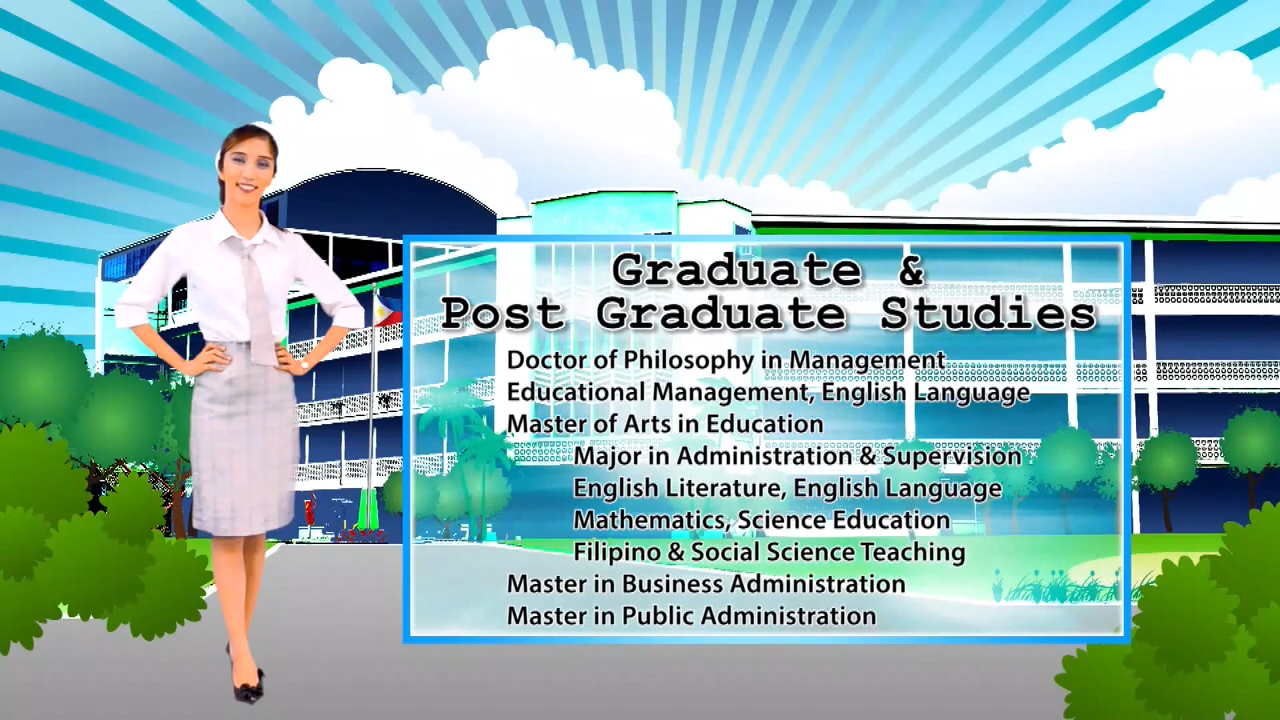 Graduate &
Post Graduate Studies
Doctor of Philosophy in Management
Educational Management, English Language
Master of Arts in Education
Major in Administration & Supervision
English Literature, English Language
Mathematics, Science Education
Filipino & Social Science Teaching
Master in Business Administration
Master in Public Administration